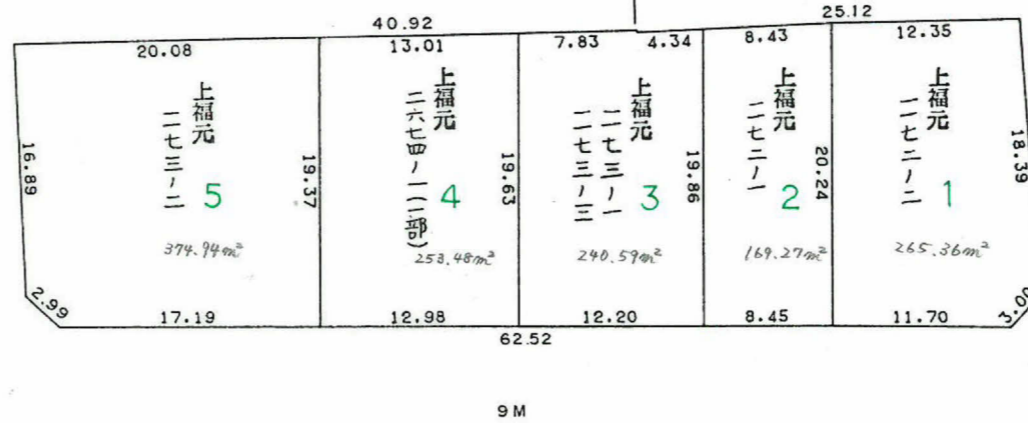 40.92
25.12
20.08
13.01
7.83
4.34
8.43
12.35
上福元
二七三ノ二
5
374.94m²
16.89
19.37
2.99
17.19
上福元
二六七四ノ一(一部)
4
253.48m²
19.63
12.98
上福元
二七三ノ一
二七三ノ三
3
240.59m²
19.86
12.20
上福元
二七二ノ一
2
169.27m²
20.24
8.45
上福元
二七二ノ二
1
265.36m²
18.39
3.00
11.70
62.52
9M